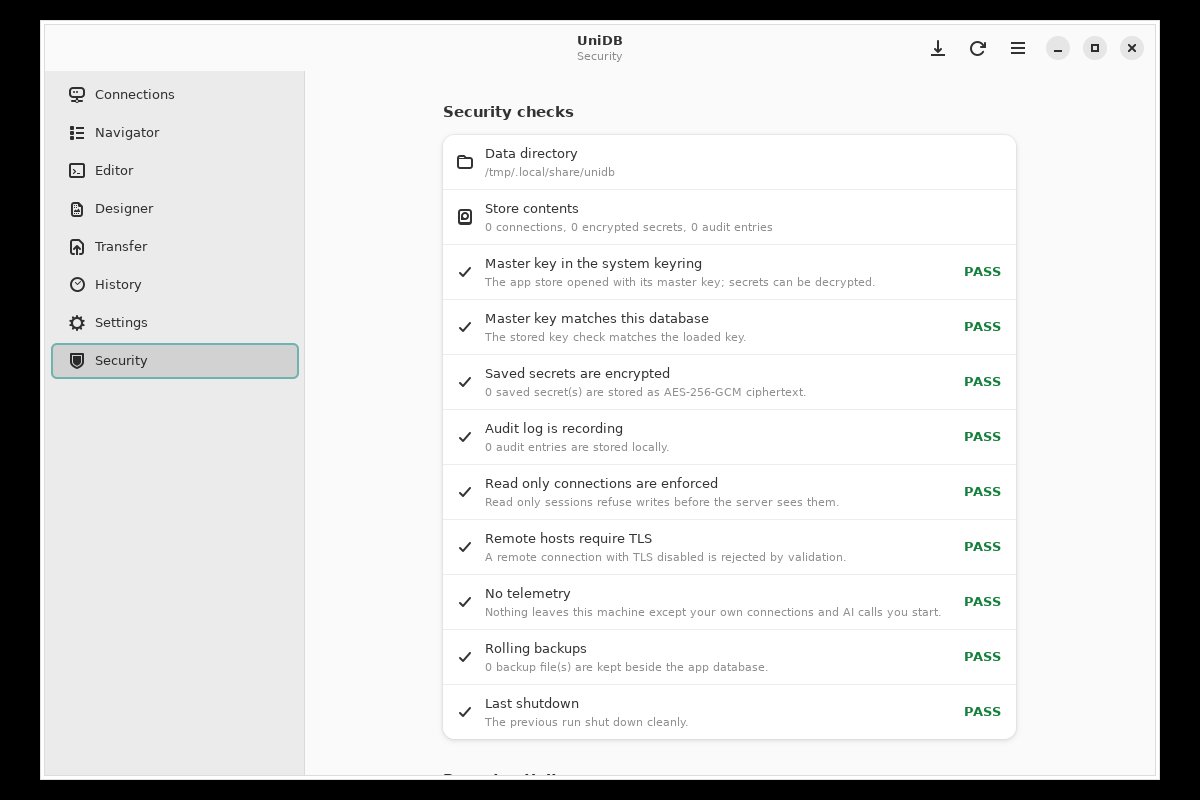 UniDB
Security
Connections
Navigator
Editor
Designer
Transfer
History
Settings
Security
Security checks
Data directory
/tmp/.local/share/unidb
Store contents
0 connections, 0 encrypted secrets, 0 audit entries
Master key in the system keyring
The app store opened with its master key; secrets can be decrypted.
PASS
Master key matches this database
The stored key check matches the loaded key.
PASS
Saved secrets are encrypted
0 saved secret(s) are stored as AES-256-GCM ciphertext.
PASS
Audit log is recording
0 audit entries are stored locally.
PASS
Read only connections are enforced
Read only sessions refuse writes before the server sees them.
PASS
Remote hosts require TLS
A remote connection with TLS disabled is rejected by validation.
PASS
No telemetry
Nothing leaves this machine except your own connections and AI calls you start.
PASS
Rolling backups
0 backup file(s) are kept beside the app database.
PASS
Last shutdown
The previous run shut down cleanly.
PASS